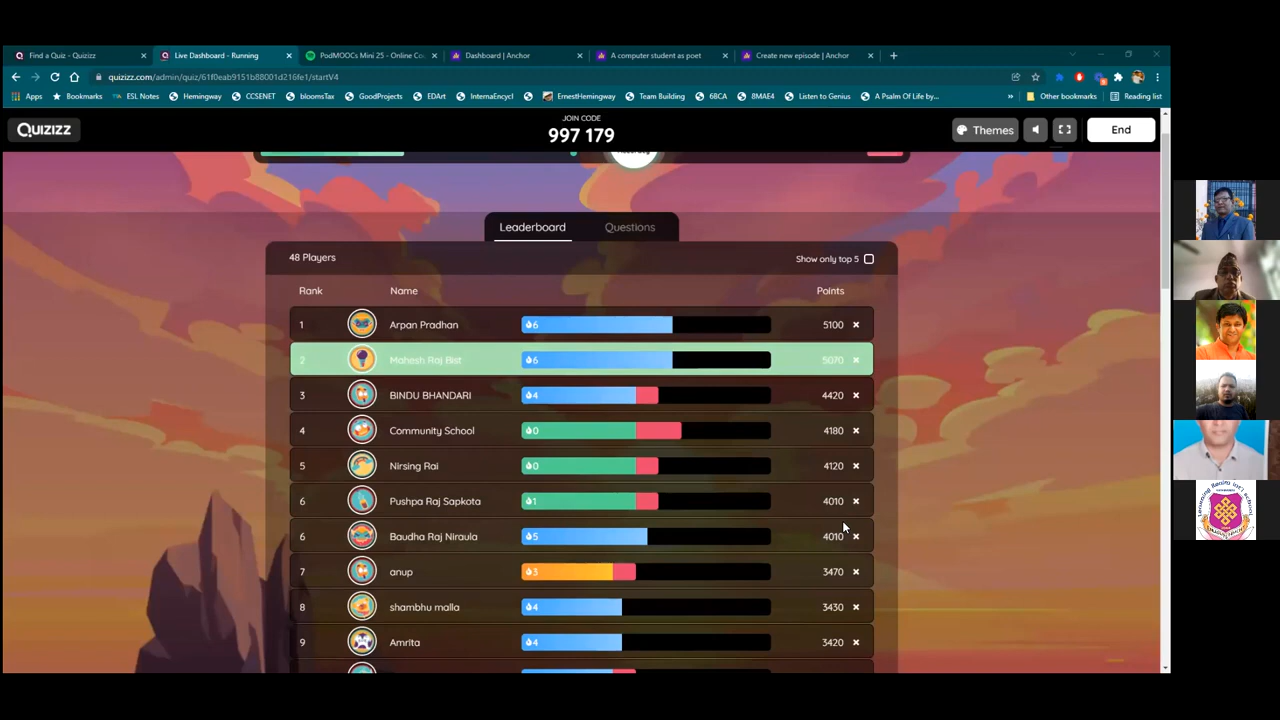 Find a Quiz - Quizizz
Live Dashboard - Running
PodMOOCs Mini 25 - Online Co
Dashboard | Anchor
A computer student as poet
Create new episode | Anchor
quizizz.com/admin/quiz/61f0eab9151b88001d216fe1/startV4
Apps
Bookmarks
ESL Notes
Hemingway
CCSENET
bloomsTax
GoodProjects
EDArt
InternaEncycl
ErnestHemingway
Team Building
6BCA
8MAE4
Listen to Genius
A Psalm Of Life by...
Other bookmarks
Reading list
Quizizz
JOIN CODE
997 179
Themes
End
Leaderboard
Questions
48 Players
Show only top 5
Rank Name Points
1 Arpan Pradhan 6 5100
2 Mahesh Raj Bist 6 5070
3 BINDU BHANDARI 4 4420
4 Community School 0 4180
5 Nirsing Rai 0 4120
6 Pushpa Raj Sapkota 1 4010
6 Baudha Raj Niraula 5 4010
7 anup 3 3470
8 shambhu malla 4 3430
9 Amrita 4 3420